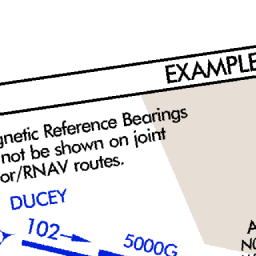 EXAMPLE
gnetic Reference Bearings
not be shown on joint
or/RNAV routes.
DUCEY
102
5000G
A